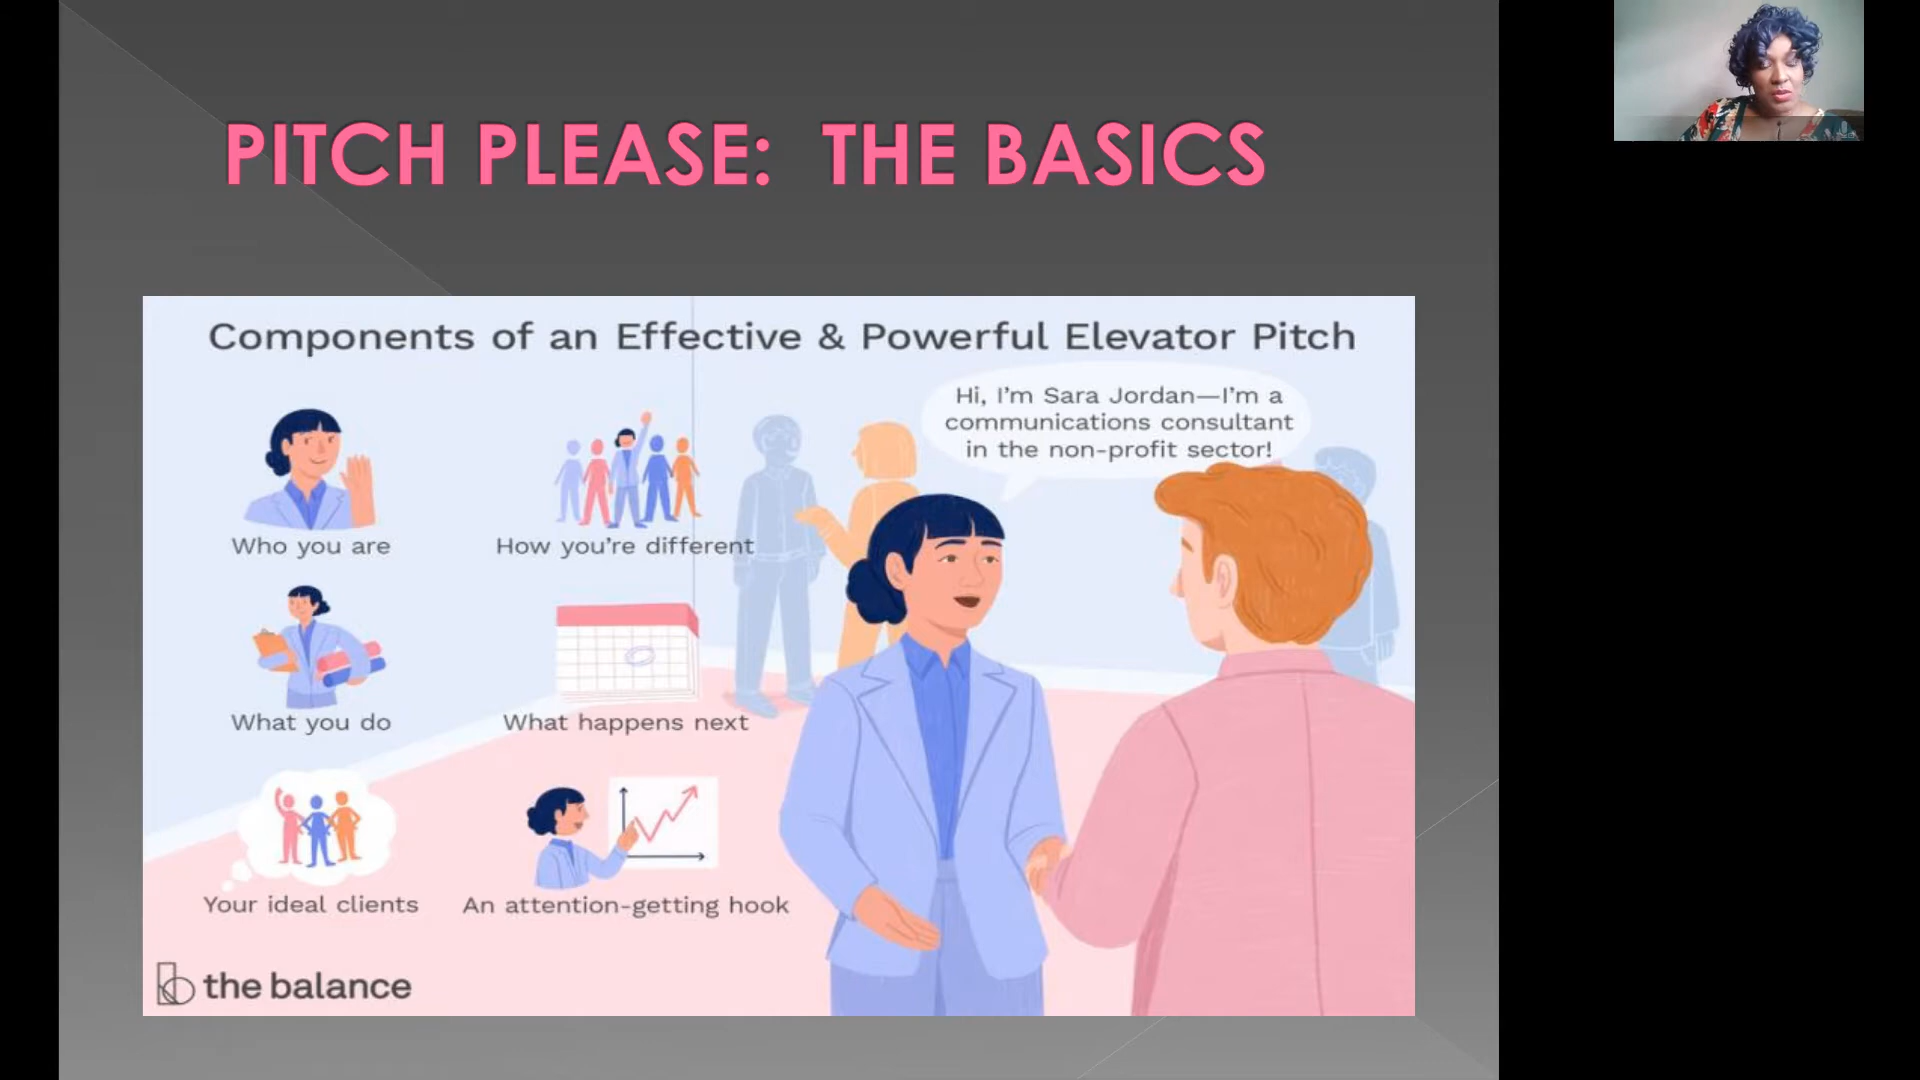 PITCH PLEASE: THE BASICS
Components of an Effective & Powerful Elevator Pitch
Hi, I'm Sara Jordan—I'm a
communications consultant
in the non-profit sector!
Who you are
How you're different
What you do
What happens next
Your ideal clients
An attention-getting hook
the balance